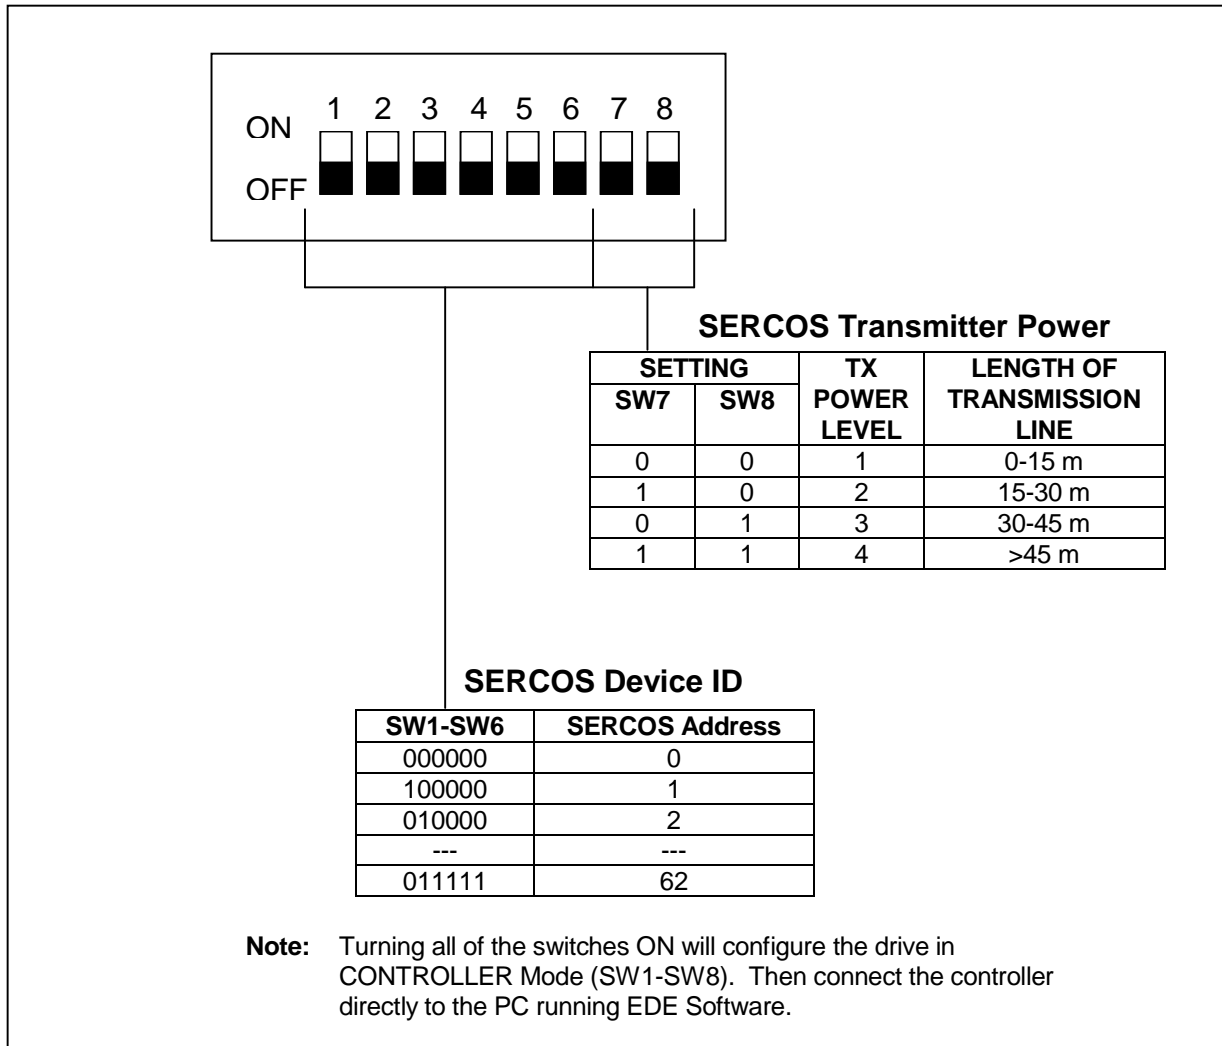 1 2 3 4 5 6 7 8
ON
OFF
SERCOS Transmitter Power
SETTING TX LENGTH OF
SW7 SW8 POWER TRANSMISSION
LEVEL LINE
0 0 1 0-15 m
1 0 2 15-30 m
0 1 3 30-45 m
1 1 4 >45 m
SERCOS Device ID
SW1-SW6 SERCOS Address
000000 0
100000 1
010000 2
--- ---
011111 62
Note: Turning all of the switches ON will configure the drive in
CONTROLLER Mode (SW1-SW8). Then connect the controller
directly to the PC running EDE Software.